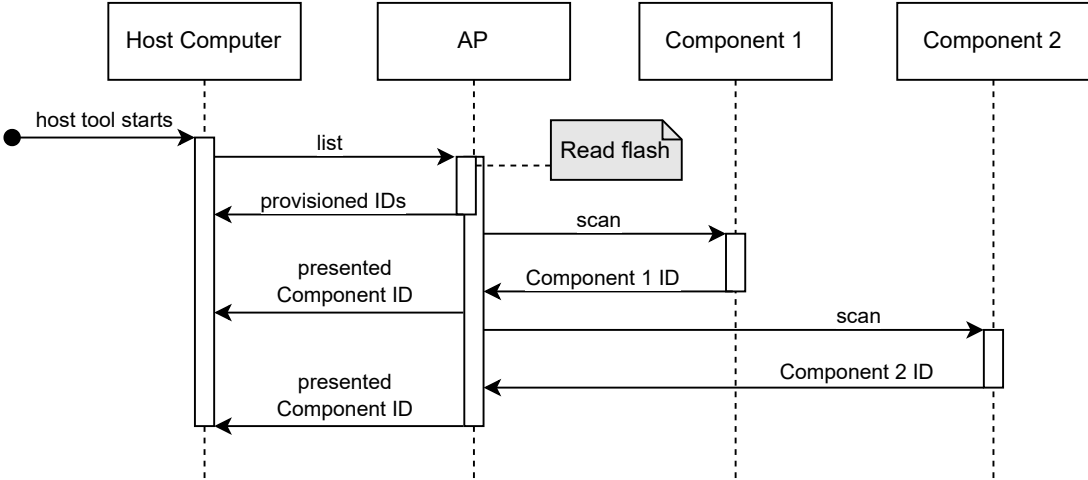 Host Computer
AP
Component 1
Component 2
host tool starts
list
Read flash
provisioned IDs
scan
presented
Component ID
Component 1 ID
scan
presented
Component ID
Component 2 ID